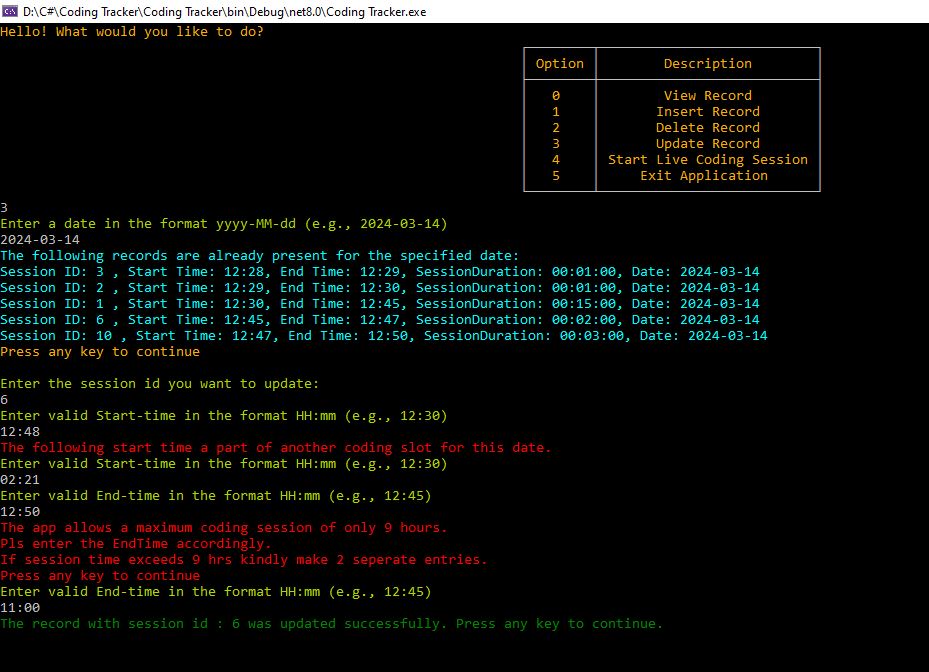 D:\C#\Coding Tracker\Coding Tracker\bin\Debug\net8.0\Coding Tracker.exe
Hello! What would you like to do?
Option Description
0 View Record
1 Insert Record
2 Delete Record
3 Update Record
4 Start Live Coding Session
5 Exit Application
3
Enter a date in the format yyyy-MM-dd (e.g., 2024-03-14)
2024-03-14
The following records are already present for the specified date:
Session ID: 3 , Start Time: 12:28, End Time: 12:29, SessionDuration: 00:01:00, Date: 2024-03-14
Session ID: 2 , Start Time: 12:29, End Time: 12:30, SessionDuration: 00:01:00, Date: 2024-03-14
Session ID: 1 , Start Time: 12:30, End Time: 12:45, SessionDuration: 00:15:00, Date: 2024-03-14
Session ID: 6 , Start Time: 12:45, End Time: 12:47, SessionDuration: 00:02:00, Date: 2024-03-14
Session ID: 10 , Start Time: 12:47, End Time: 12:50, SessionDuration: 00:03:00, Date: 2024-03-14
Press any key to continue
Enter the session id you want to update:
6
Enter valid Start-time in the format HH:mm (e.g., 12:30)
12:48
The following start time a part of another coding slot for this date.
Enter valid Start-time in the format HH:mm (e.g., 12:30)
02:21
Enter valid End-time in the format HH:mm (e.g., 12:45)
12:50
The app allows a maximum coding session of only 9 hours.
Pls enter the EndTime accordingly.
If session time exceeds 9 hrs kindly make 2 seperate entries.
Press any key to continue
Enter valid End-time in the format HH:mm (e.g., 12:45)
11:00
The record with session id : 6 was updated successfully. Press any key to continue.